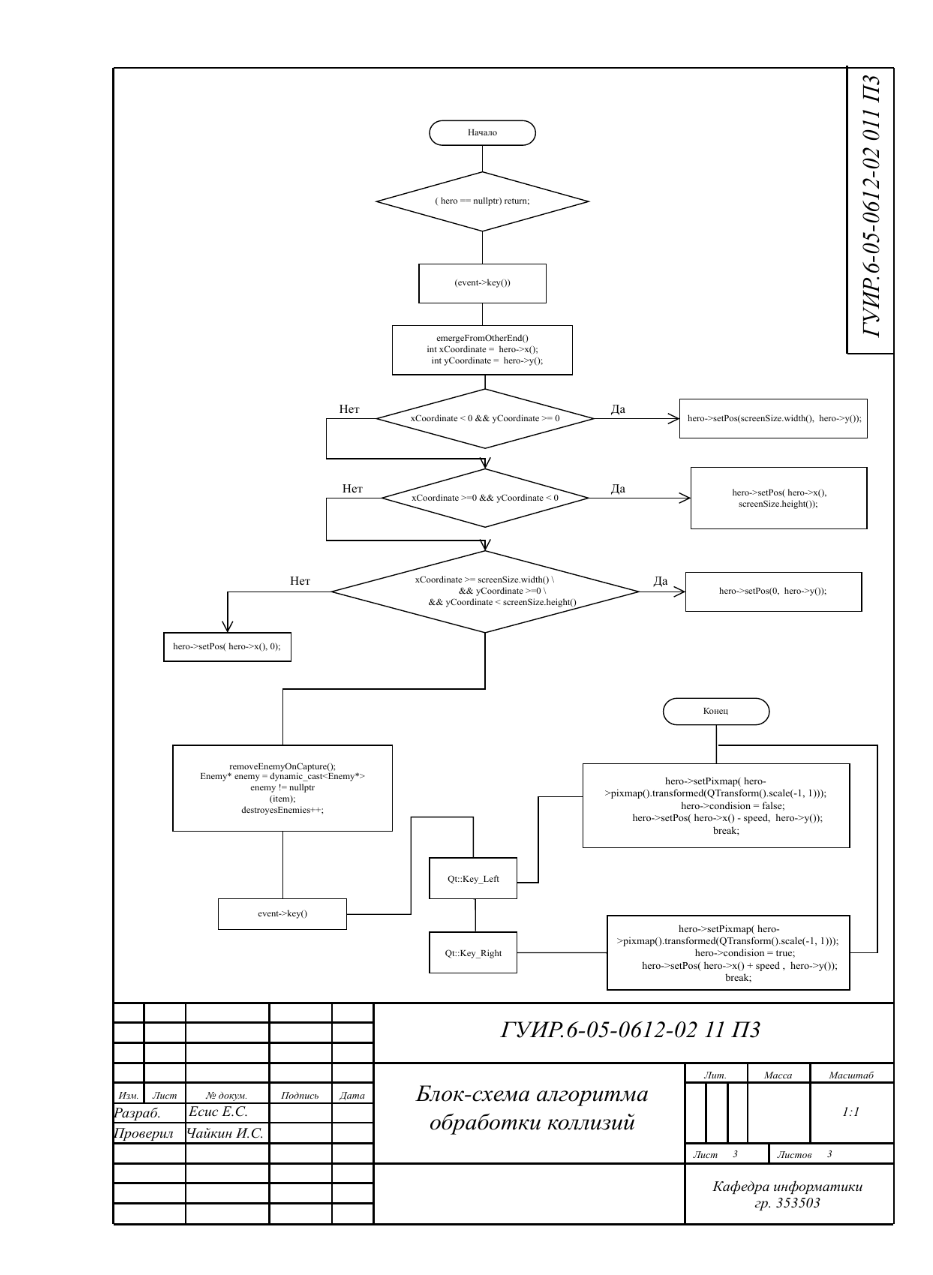 ГУИР.6-05-0612-02 011 ПЗ
Начало
( hero == nullptr) return;
(event->key())
emergeFromOtherEnd()
int xCoordinate = hero->x();
int yCoordinate = hero->y();
Нет
xCoordinate < 0 && yCoordinate >= 0
Да
hero->setPos(screenSize.width(), hero->y());
Нет
xCoordinate >=0 && yCoordinate < 0
Да
hero->setPos( hero->x(),
screenSize.height());
Нет
xCoordinate >= screenSize.width() \
&& yCoordinate >=0 \
&& yCoordinate < screenSize.height()
Да
hero->setPos(0, hero->y());
hero->setPos( hero->x(), 0);
Конец
removeEnemyOnCapture();
Enemy* enemy = dynamic_cast<Enemy*>
enemy != nullptr
(item);
destroyesEnemies++;
hero->setPixmap( hero-
>pixmap().transformed(QTransform().scale(-1, 1)));
hero->condision = false;
hero->setPos( hero->x() - speed, hero->y());
break;
Qt::Key_Left
event->key()
Qt::Key_Right
hero->setPixmap( hero-
>pixmap().transformed(QTransform().scale(-1, 1)));
hero->condision = true;
hero->setPos( hero->x() + speed , hero->y());
break;
ГУИР.6-05-0612-02 11 ПЗ
Изм. Лист № докум. Подпись Дата
Разраб. Есис Е.С.
Проверил Чайкин И.С.
Блок-схема алгоритма
обработки коллизий
Лит. Масса Масштаб
1:1
Лист 3 Листов 3
Кафедра информатики
гр. 353503